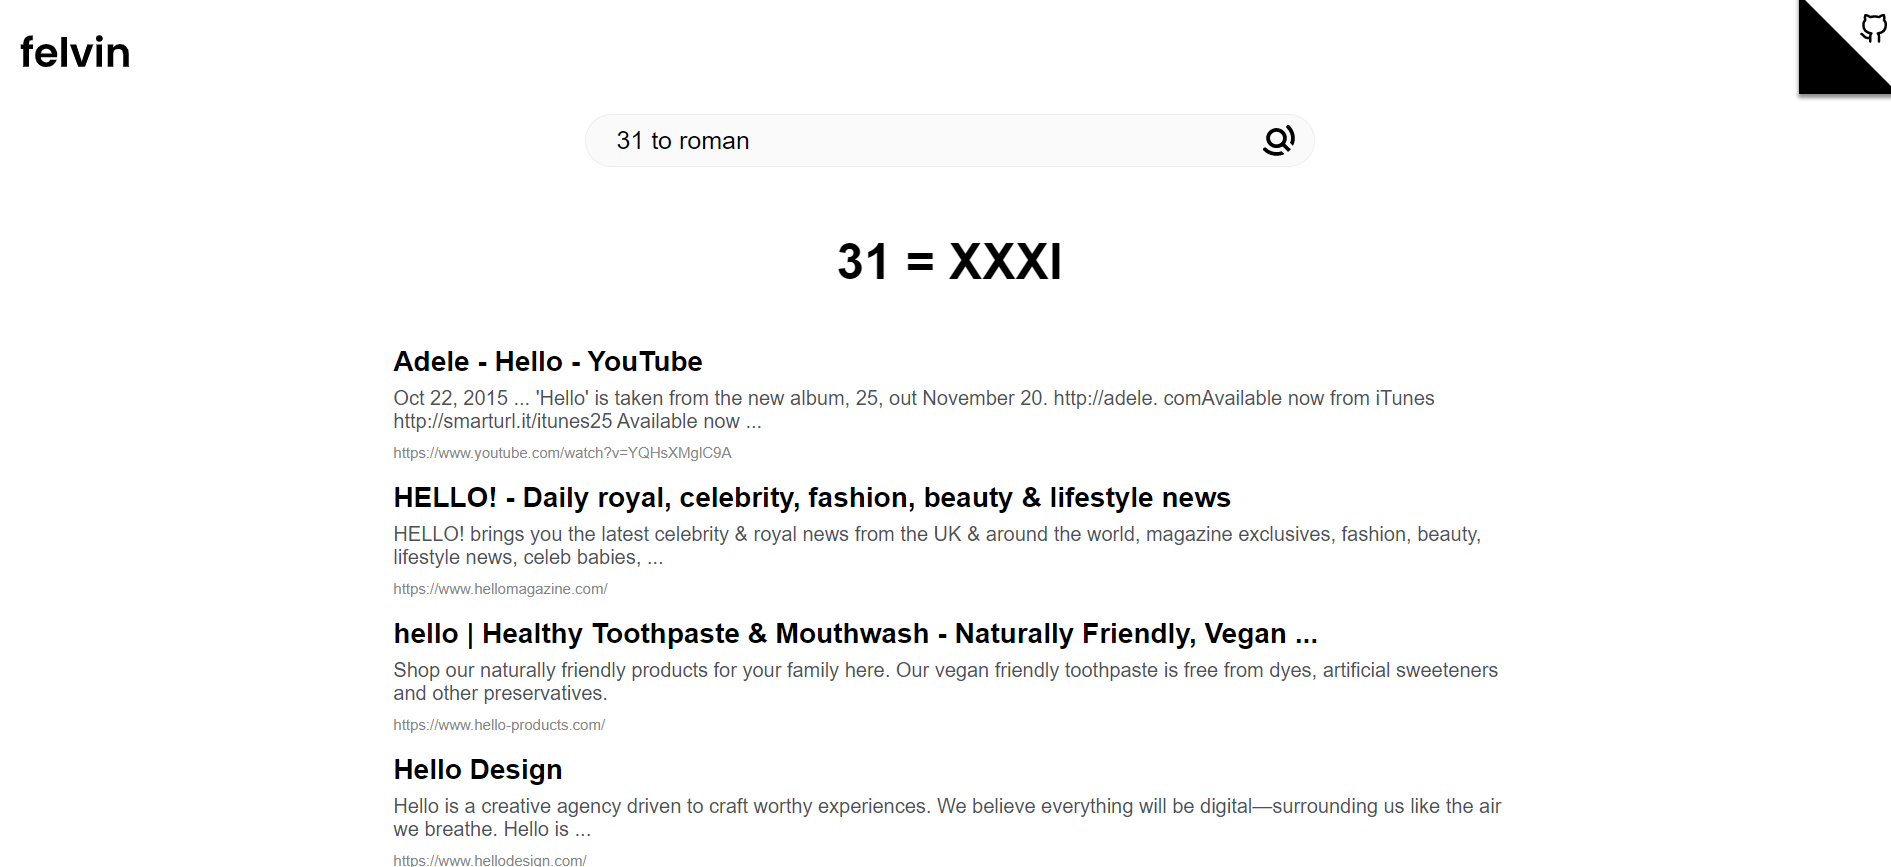 felvin
31 to roman
31 = XXXI
Adele - Hello - YouTube
Oct 22, 2015 ... 'Hello' is taken from the new album, 25, out November 20. http://adele. comAvailable now from iTunes
http://smarturl.it/itunes25 Available now ...
https://www.youtube.com/watch?v=YQHsXMglC9A
HELLO! - Daily royal, celebrity, fashion, beauty & lifestyle news
HELLO! brings you the latest celebrity & royal news from the UK & around the world, magazine exclusives, fashion, beauty,
lifestyle news, celeb babies, ...
https://www.hellomagazine.com/
hello | Healthy Toothpaste & Mouthwash - Naturally Friendly, Vegan ...
Shop our naturally friendly products for your family here. Our vegan friendly toothpaste is free from dyes, artificial sweeteners
and other preservatives.
https://www.hello-products.com/
Hello Design
Hello is a creative agency driven to craft worthy experiences. We believe everything will be digital—surrounding us like the air
we breathe. Hello is ...
https://www.hellodesign.com/